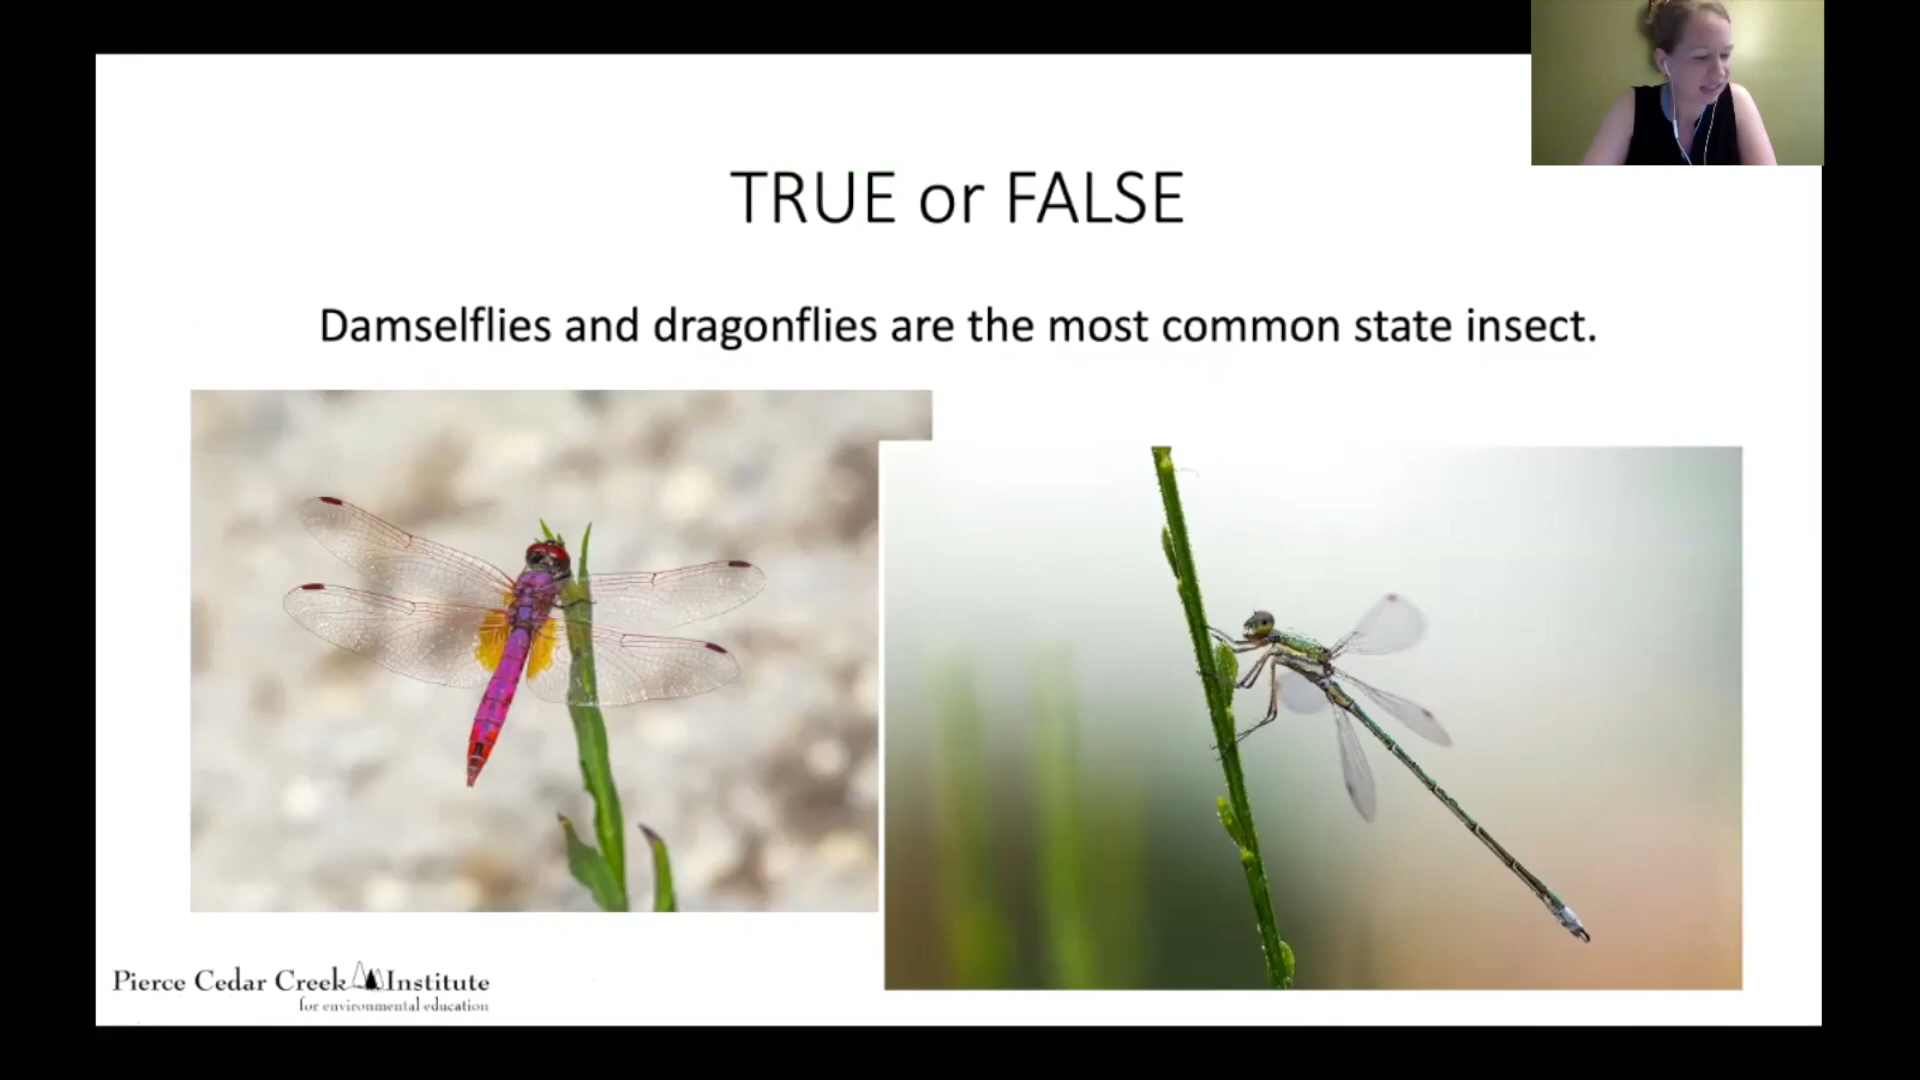 TRUE or FALSE
Damselflies and dragonflies are the most common state insect.
Pierce Cedar Creek Institute
for environmental education